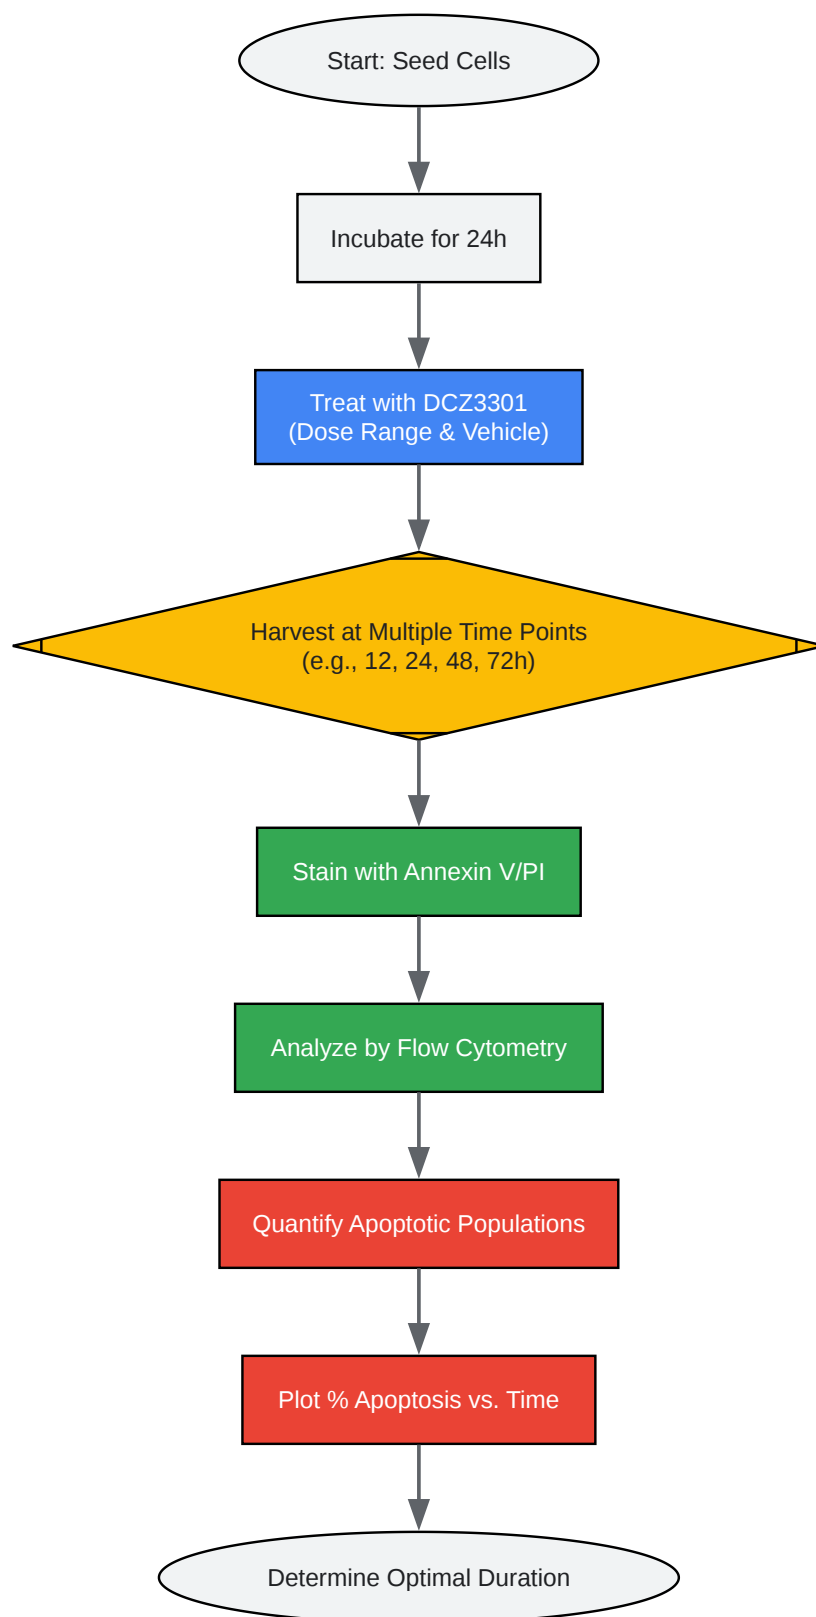 Start: Seed Cells
Incubate for 24h
Treat with DCZ3301
(Dose Range & Vehicle)
Harvest at Multiple Time Points
(e.g., 12, 24, 48, 72h)
Stain with Annexin V/PI
Analyze by Flow Cytometry
Quantify Apoptotic Populations
Plot % Apoptosis vs. Time
Determine Optimal Duration